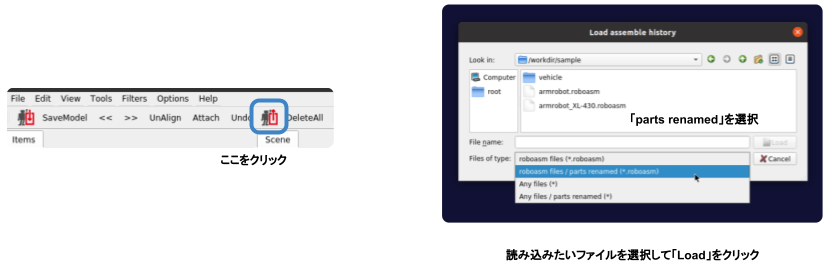 File Edit View Tools Filters Options Help
SaveModel << >> UnAlign Attach Undo DeleteAll
Items Scene
ここをクリック
Load assemble history
Look in: /workdir/sample
Computer
root
vehicle
armrobot.roboasm
armrobot_XL-430.roboasm
「parts renamed」を選択
File name: Load
Files of type: roboasm files (*.roboasm) Cancel
roboasm files / parts renamed (*.roboasm)
Any files (*)
Any files / parts renamed (*)
読み込みたいファイルを選択して「Load」をクリック